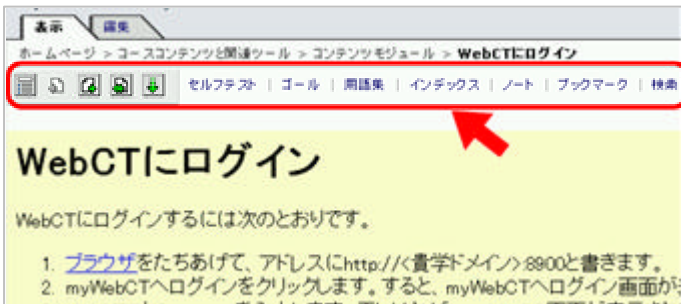 表示 編集
ホームページ > コースコンテンツと関連ツール > コンテンツモジュール > WebCTにログイン
セルフテスト | ゴール | 用語集 | インデックス | ノート | ブックマーク | 検索
WebCTにログイン
WebCTにログインするには次のとおりです。
1. ブラウザをたちあげて、アドレスにhttp://<貴学ドメイン>:8900と書きます。
2. myWebCTへログインをクリックします。すると、myWebCTへログイン画面が